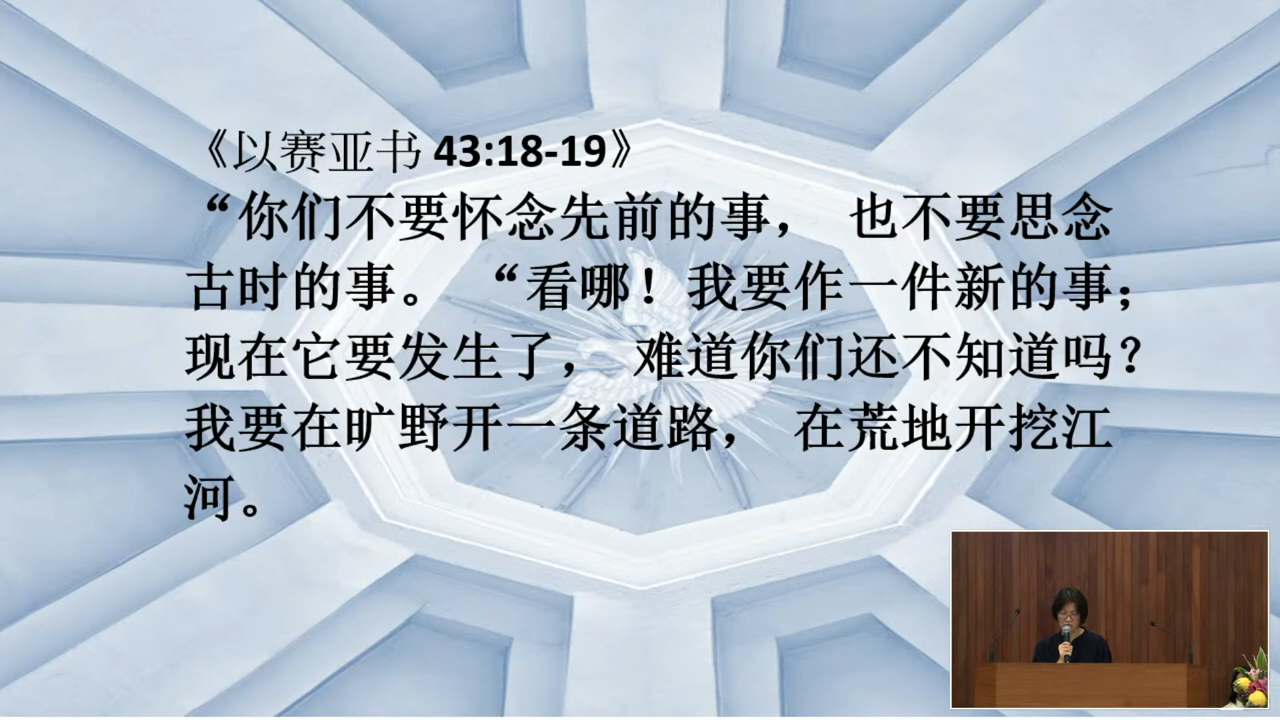 《以赛亚书 43:18-19》
“你们不要怀念先前的事， 也不要思念
古时的事。 “看哪！我要作一件新的事；
现在它要发生了， 难道你们还不知道吗？
我要在旷野开一条道路， 在荒地开挖江
河。